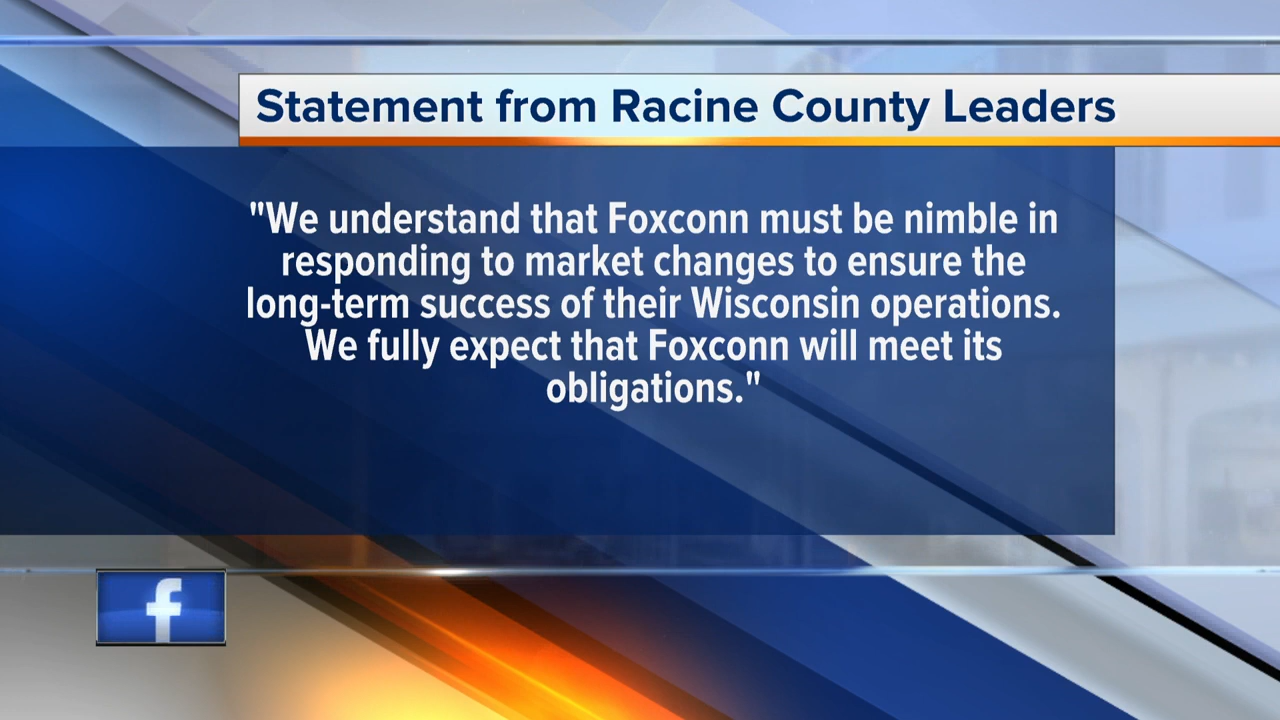 Statement from Racine County Leaders
"We understand that Foxconn must be nimble in
responding to market changes to ensure the
long-term success of their Wisconsin operations.
We fully expect that Foxconn will meet its
obligations."
f